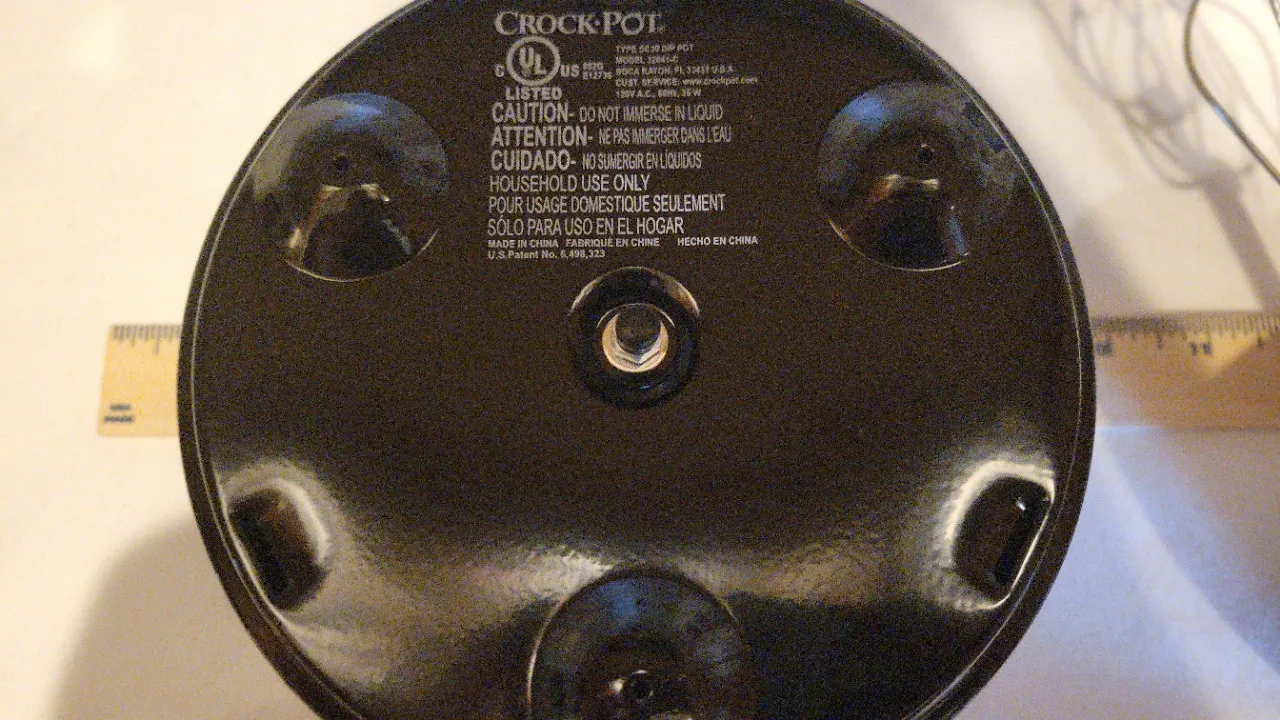 CROCK·POT
C UL US
LISTED
TYPE DIP POT
MODEL 32041-C
BOCA RATON, FL 33431 U.S.A.
CUST. SERVICE: www.crockpot.com
120V A.C., 60Hz, 35 W
CAUTION- DO NOT IMMERSE IN LIQUID
ATTENTION- NE PAS IMMERGER DANS L'EAU
CUIDADO- NO SUMERGIR EN LÍQUIDOS
HOUSEHOLD USE ONLY
POUR USAGE DOMESTIQUE SEULEMENT
SÓLO PARA USO EN EL HOGAR
MADE IN CHINA FABRIQUÉ EN CHINE HECHO EN CHINA
U.S.Patent No. 6,498,323